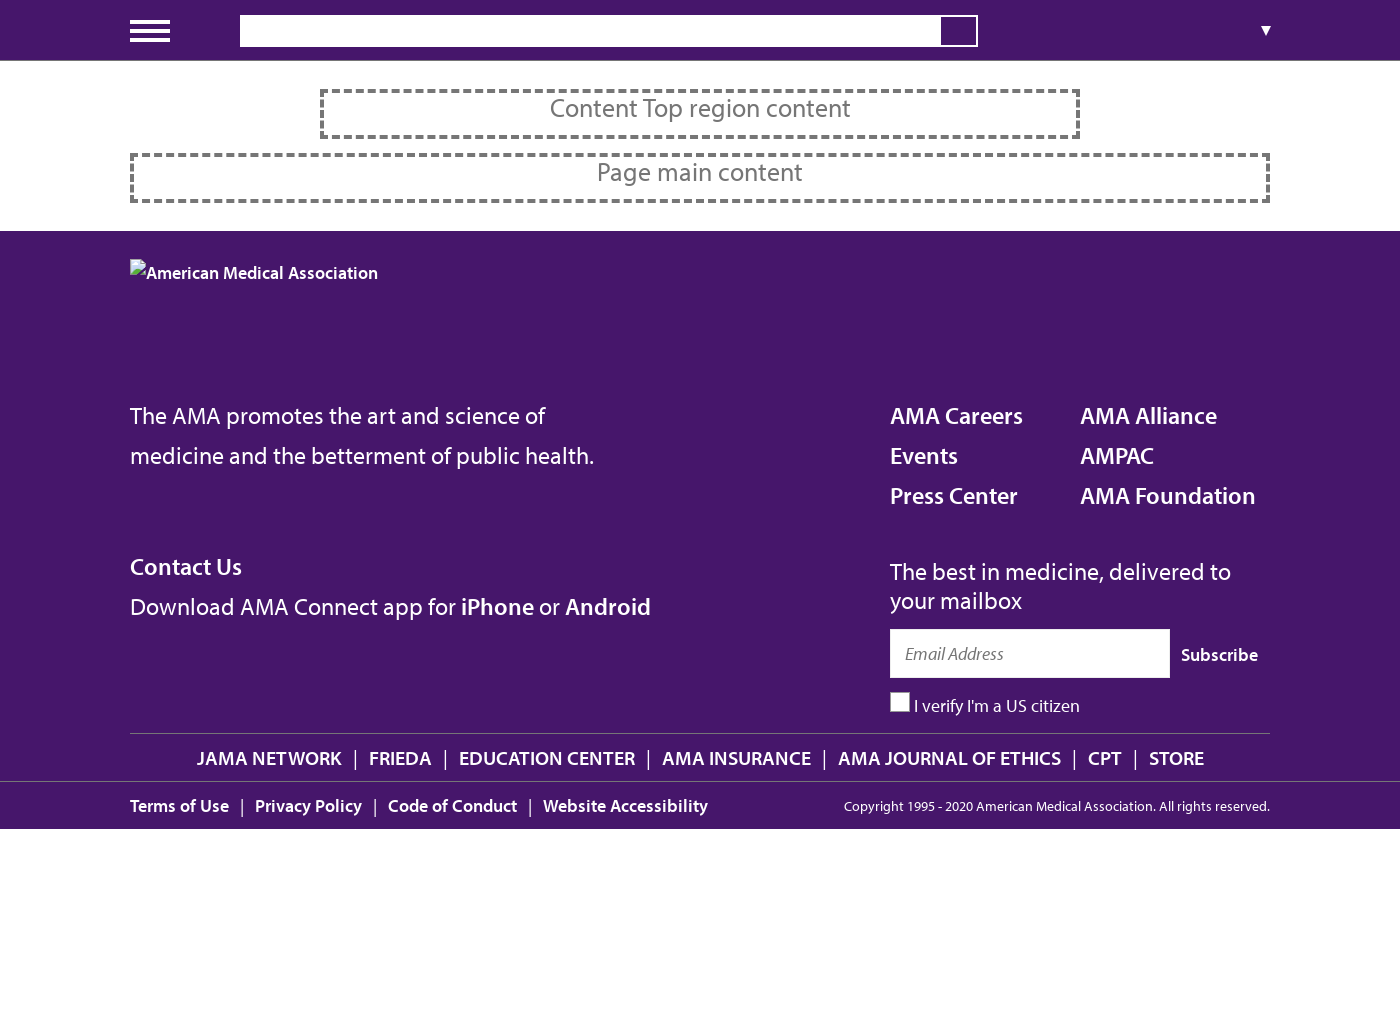 ▼
Content Top region content
Page main content
American Medical Association
The AMA promotes the art and science of
medicine and the betterment of public health.
AMA Careers
Events
Press Center
AMA Alliance
AMPAC
AMA Foundation
Contact Us
Download AMA Connect app for iPhone or Android
The best in medicine, delivered to
your mailbox
Email Address
Subscribe
I verify I'm a US citizen
JAMA NETWORK | FRIEDA | EDUCATION CENTER | AMA INSURANCE | AMA JOURNAL OF ETHICS | CPT | STORE
Terms of Use | Privacy Policy | Code of Conduct | Website Accessibility
Copyright 1995 - 2020 American Medical Association. All rights reserved.